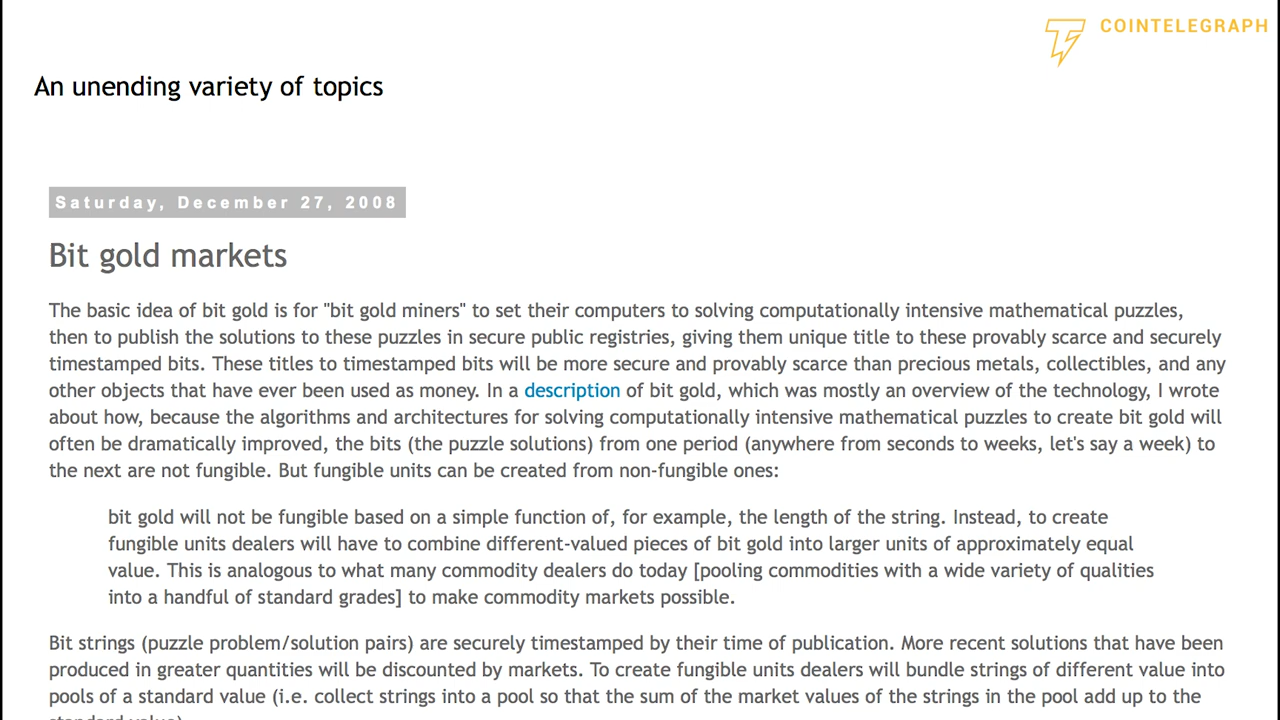 COINTELEGRAPH
An unending variety of topics
Saturday, December 27, 2008
Bit gold markets
The basic idea of bit gold is for "bit gold miners" to set their computers to solving computationally intensive mathematical puzzles,
then to publish the solutions to these puzzles in secure public registries, giving them unique title to these provably scarce and securely
timestamped bits. These titles to timestamped bits will be more secure and provably scarce than precious metals, collectibles, and any
other objects that have ever been used as money. In a description of bit gold, which was mostly an overview of the technology, I wrote
about how, because the algorithms and architectures for solving computationally intensive mathematical puzzles to create bit gold will
often be dramatically improved, the bits (the puzzle solutions) from one period (anywhere from seconds to weeks, let's say a week) to
the next are not fungible. But fungible units can be created from non-fungible ones:
bit gold will not be fungible based on a simple function of, for example, the length of the string. Instead, to create
fungible units dealers will have to combine different-valued pieces of bit gold into larger units of approximately equal
value. This is analogous to what many commodity dealers do today [pooling commodities with a wide variety of qualities
into a handful of standard grades] to make commodity markets possible.
Bit strings (puzzle problem/solution pairs) are securely timestamped by their time of publication. More recent solutions that have been
produced in greater quantities will be discounted by markets. To create fungible units dealers will bundle strings of different value into
pools of a standard value (i.e. collect strings into a pool so that the sum of the market values of the strings in the pool add up to the